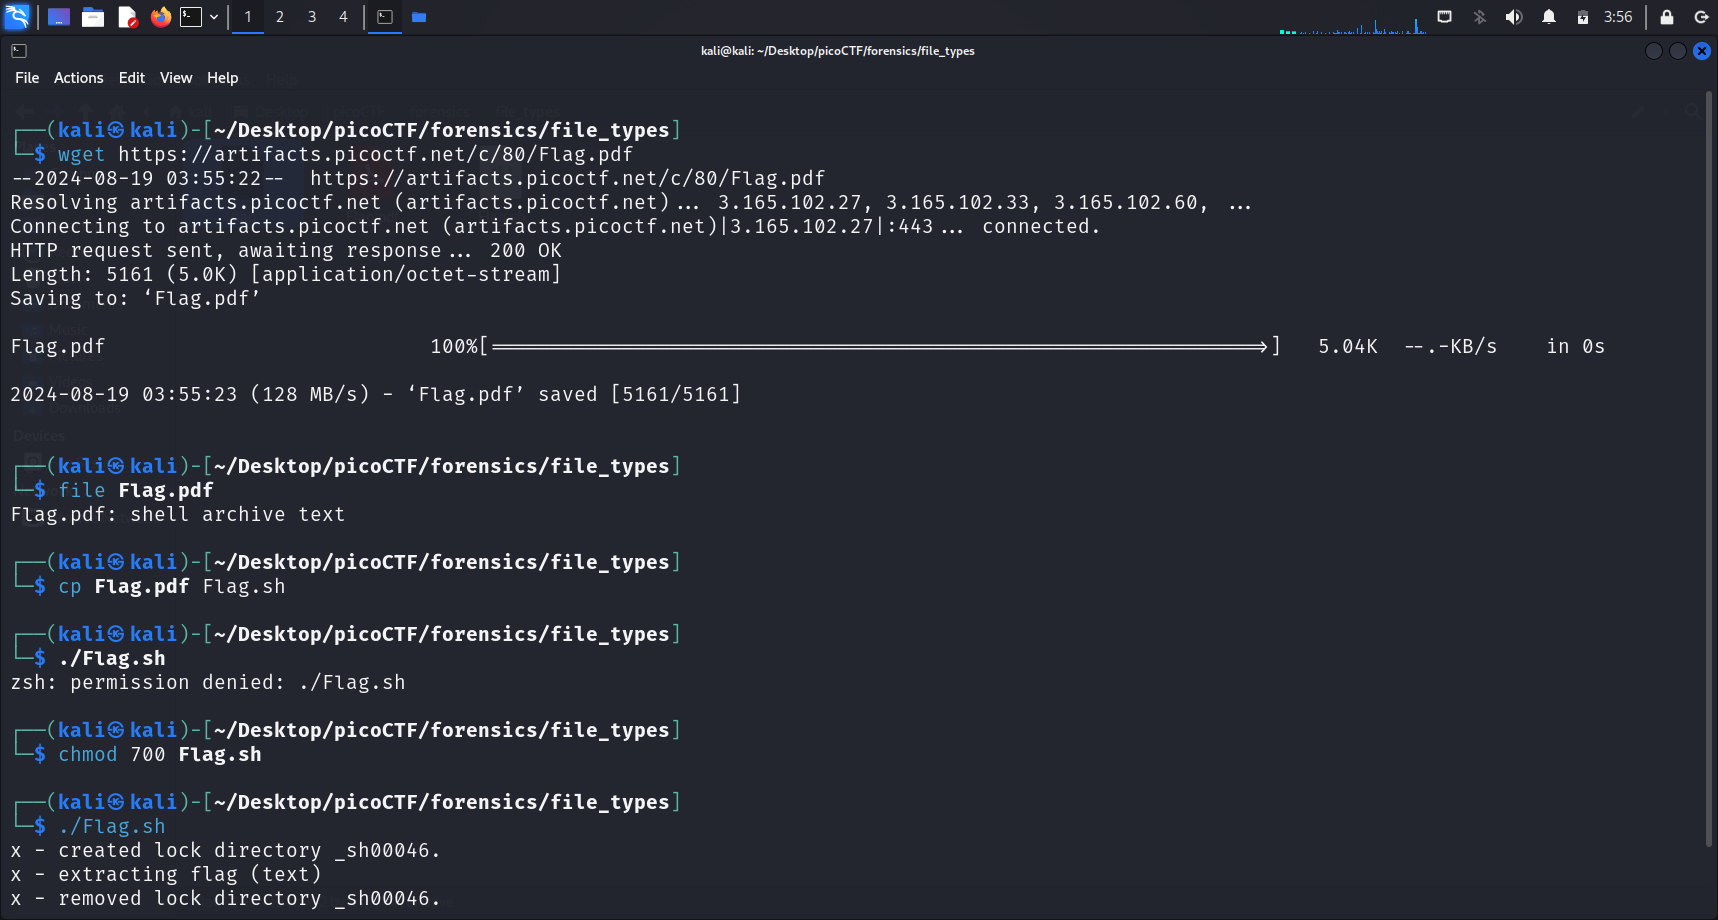 1 2 3 4 3:56
kali@kali: ~/Desktop/picoCTF/forensics/file_types
File Actions Edit View Help
┌──(kali㉿kali)-[~/Desktop/picoCTF/forensics/file_types]
└─$ wget https://artifacts.picoctf.net/c/80/Flag.pdf
--2024-08-19 03:55:22-- https://artifacts.picoctf.net/c/80/Flag.pdf
Resolving artifacts.picoctf.net (artifacts.picoctf.net)... 3.165.102.27, 3.165.102.33, 3.165.102.60, ...
Connecting to artifacts.picoctf.net (artifacts.picoctf.net)|3.165.102.27|:443... connected.
HTTP request sent, awaiting response... 200 OK
Length: 5161 (5.0K) [application/octet-stream]
Saving to: ‘Flag.pdf’
Music
Flag.pdf 100%[===================================================================>] 5.04K --.-KB/s in 0s
2024-08-19 03:55:23 (128 MB/s) - ‘Flag.pdf’ saved [5161/5161]
Downloads
Devices
┌──(kali㉿kali)-[~/Desktop/picoCTF/forensics/file_types]
└─$ file Flag.pdf
Flag.pdf: shell archive text
┌──(kali㉿kali)-[~/Desktop/picoCTF/forensics/file_types]
└─$ cp Flag.pdf Flag.sh
┌──(kali㉿kali)-[~/Desktop/picoCTF/forensics/file_types]
└─$ ./Flag.sh
zsh: permission denied: ./Flag.sh
┌──(kali㉿kali)-[~/Desktop/picoCTF/forensics/file_types]
└─$ chmod 700 Flag.sh
┌──(kali㉿kali)-[~/Desktop/picoCTF/forensics/file_types]
└─$ ./Flag.sh
x - created lock directory _sh00046.
x - extracting flag (text)
x - removed lock directory _sh00046.